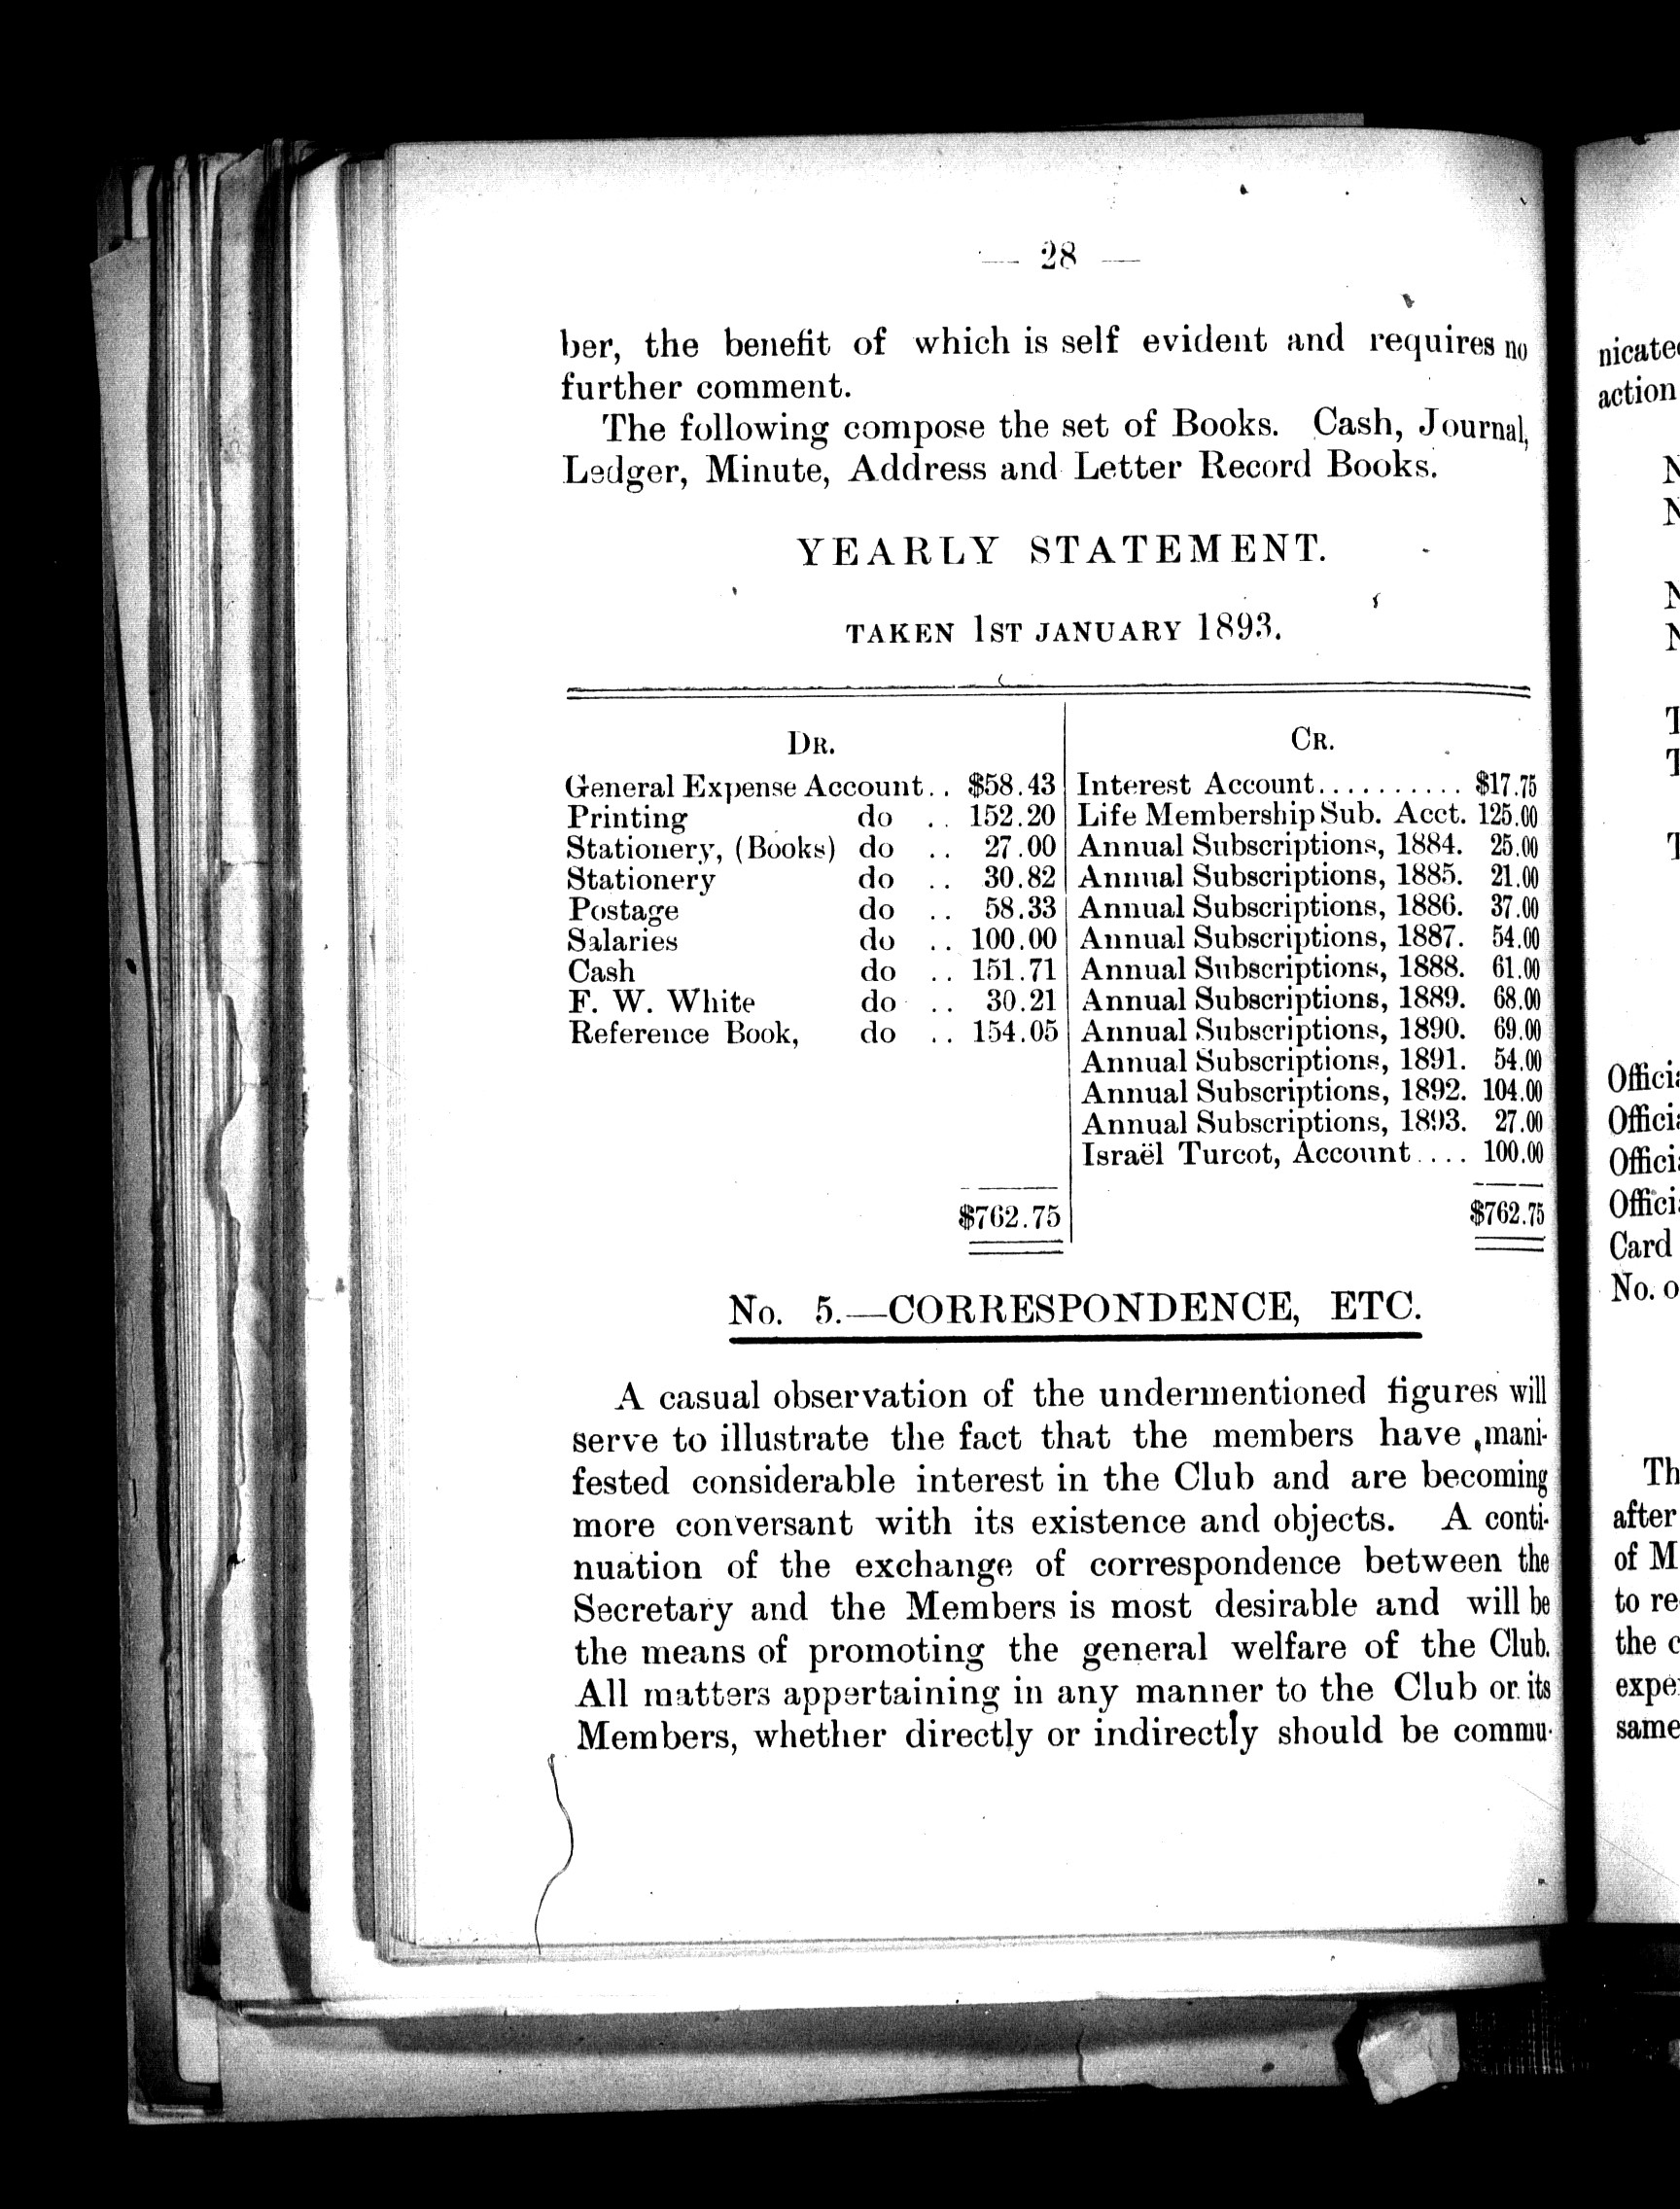 — 28 —
ber, the benefit of which is self evident and requires no
further comment.
The following compose the set of Books. Cash, Journal,
Ledger, Minute, Address and Letter Record Books.
YEARLY STATEMENT.
TAKEN 1ST JANUARY 1893.
DR.
General Expense Account.. $58.43
Printing do .. 152.20
Stationery, (Books) do .. 27.00
Stationery do .. 30.82
Postage do .. 58.33
Salaries do .. 100.00
Cash do .. 151.71
F. W. White do .. 30.21
Reference Book, do .. 154.05
$762.75
CR.
Interest Account.......... $17.75
Life Membership Sub. Acct. 125.00
Annual Subscriptions, 1884. 25.00
Annual Subscriptions, 1885. 21.00
Annual Subscriptions, 1886. 37.00
Annual Subscriptions, 1887. 54.00
Annual Subscriptions, 1888. 61.00
Annual Subscriptions, 1889. 68.00
Annual Subscriptions, 1890. 69.00
Annual Subscriptions, 1891. 54.00
Annual Subscriptions, 1892. 104.00
Annual Subscriptions, 1893. 27.00
Israël Turcot, Account.... 100.00
$762.75
No. 5.—CORRESPONDENCE, ETC.
A casual observation of the undermentioned figures will
serve to illustrate the fact that the members have mani-
fested considerable interest in the Club and are becoming
more conversant with its existence and objects. A conti-
nuation of the exchange of correspondence between the
Secretary and the Members is most desirable and will be
the means of promoting the general welfare of the Club.
All matters appertaining in any manner to the Club or its
Members, whether directly or indirectly should be commu-
action
Card
No.
after
of
to
the
same